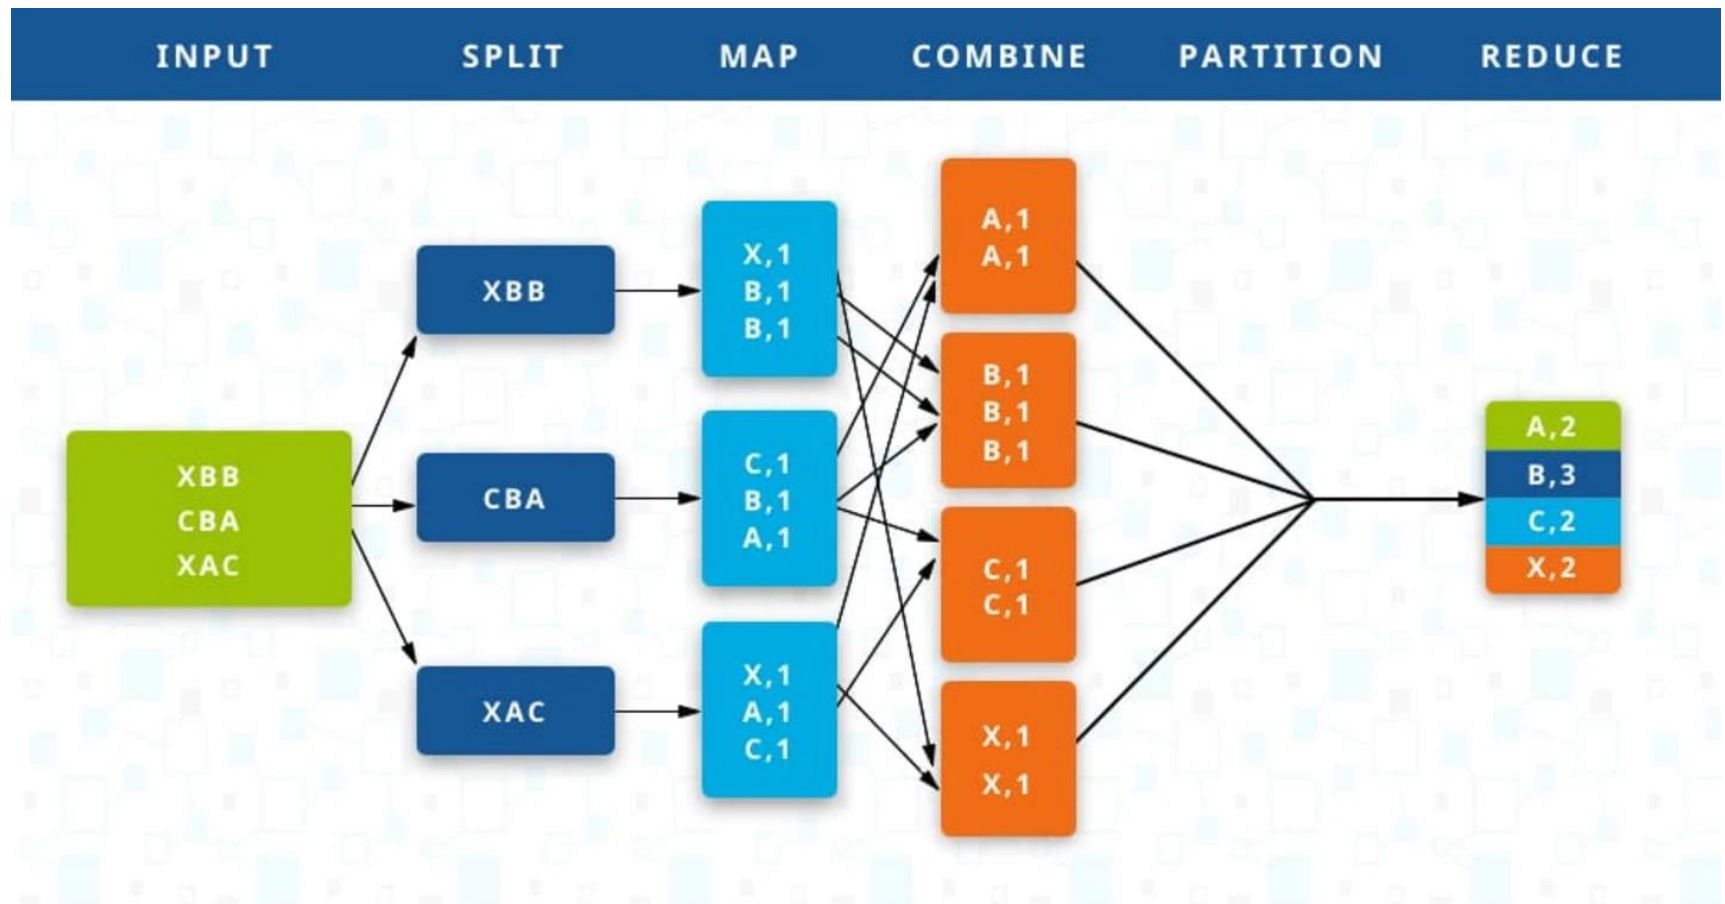 INPUT SPLIT MAP COMBINE PARTITION REDUCE
XBB
CBA
XAC
XBB
CBA
XAC
X,1
B,1
B,1
C,1
B,1
A,1
X,1
A,1
C,1
A,1
A,1
B,1
B,1
B,1
C,1
C,1
X,1
X,1
A,2
B,3
C,2
X,2